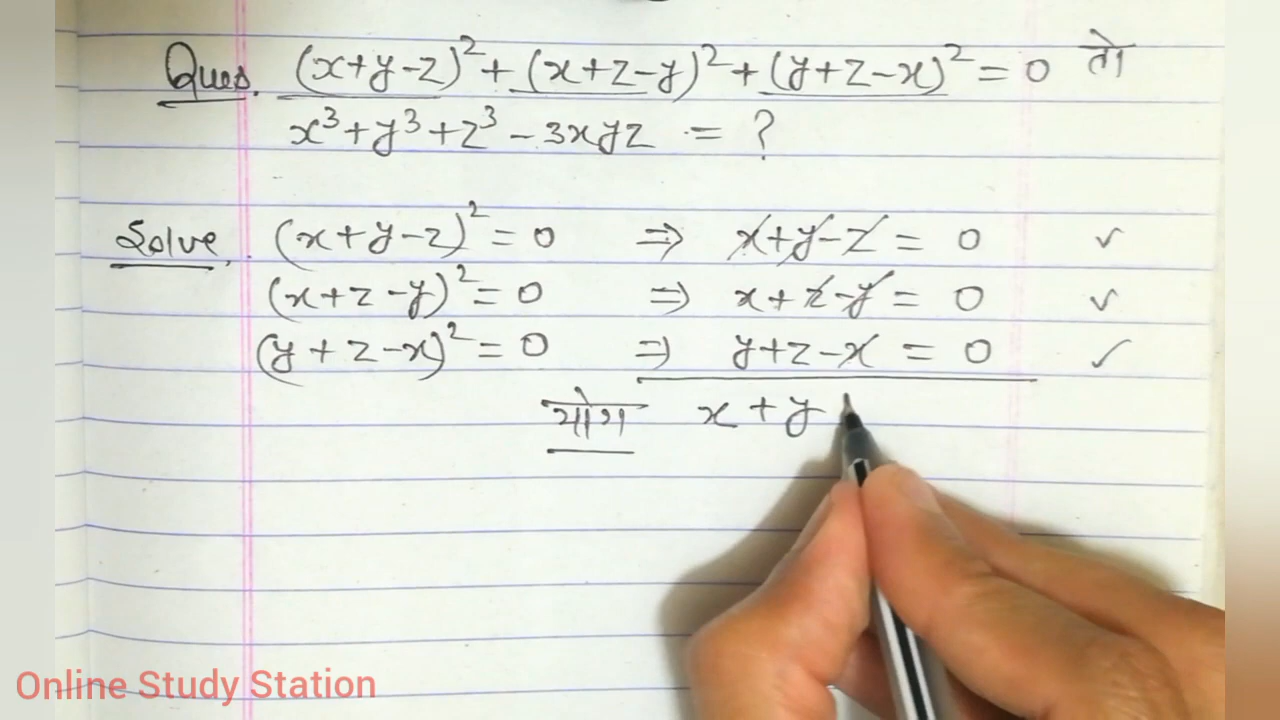 Ques. (x+y-z)²+(x+z-y)²+(y+z-x)²=0 तो
x³+y³+z³-3xyz = ?
Solve. (x+y-z)²=0 ⇒ x+y-z = 0 ✓
(x+z-y)²=0 ⇒ x+z-y = 0 ✓
(y+z-x)²=0 ⇒ y+z-x = 0 ✓
योग x+y
Online Study Station